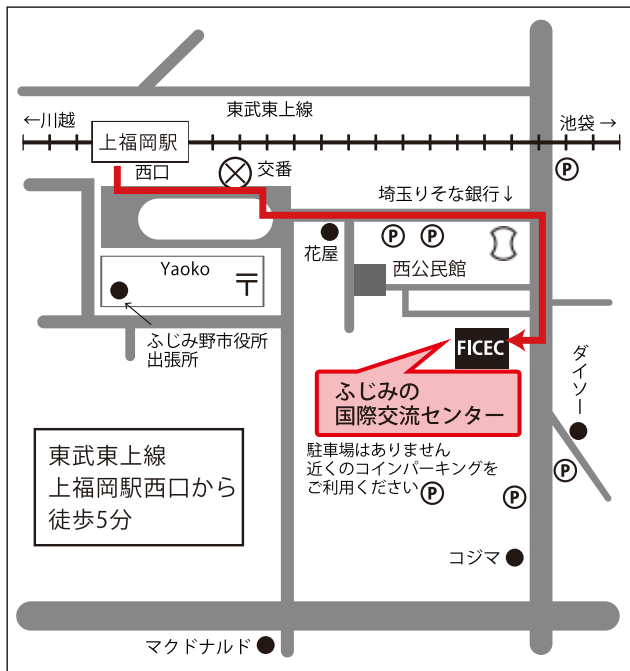 東武東上線
←川越
池袋→
上福岡駅
西口
交番
P
埼玉りそな銀行↓
P P
花屋
西公民館
Yaoko
〒
ふじみ野市役所
出張所
FICEC
ダイソー
ふじみの
国際交流センター
駐車場はありません
近くのコインパーキングを
ご利用ください
P
P
P
東武東上線
上福岡駅西口から
徒歩5分
コジマ
マクドナルド